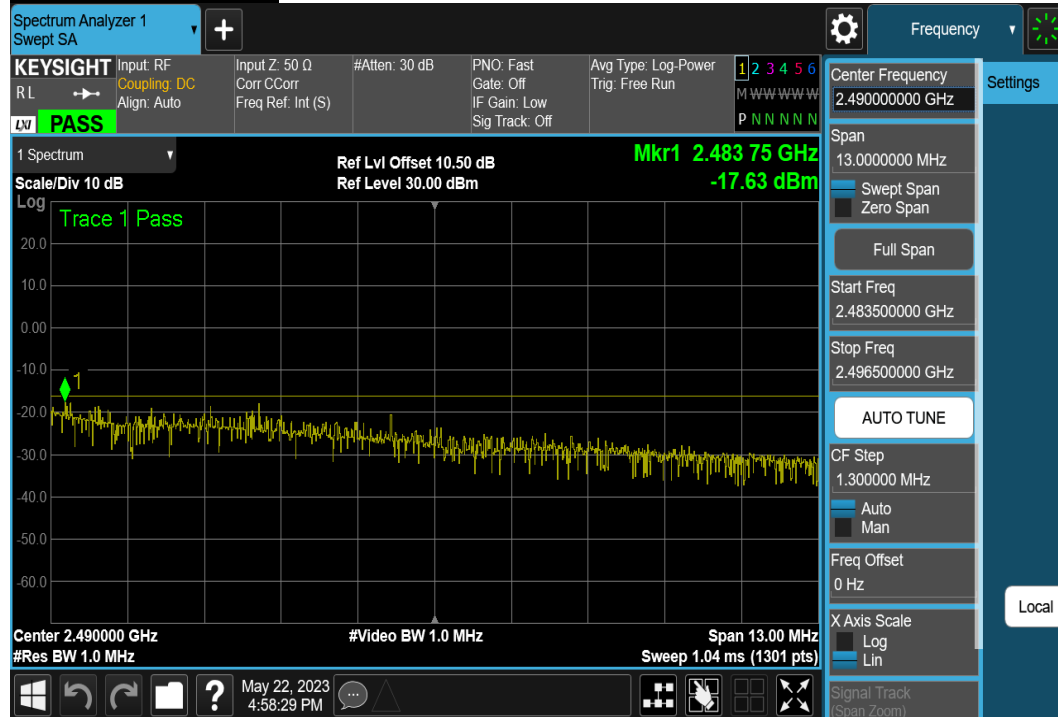 Spectrum Analyzer 1
Swept SA
+
Frequency
KEYSIGHT
R L
LXI
PASS
Input: RF
Coupling: DC
Align: Auto
Input Z: 50 Ω
Corr CCorr
Freq Ref: Int (S)
#Atten: 30 dB
PNO: Fast
Gate: Off
IF Gain: Low
Sig Track: Off
Avg Type: Log-Power
Trig: Free Run
1 2 3 4 5 6
M W W W W W
P N N N N N
1 Spectrum
Scale/Div 10 dB
Ref Lvl Offset 10.50 dB
Ref Level 30.00 dBm
Mkr1 2.483 75 GHz
-17.63 dBm
Log
Trace 1 Pass
20.0
10.0
0.00
-10.0
1
-20.0
-30.0
-40.0
-50.0
-60.0
Center 2.490000 GHz
#Res BW 1.0 MHz
#Video BW 1.0 MHz
Span 13.00 MHz
Sweep 1.04 ms (1301 pts)
Center Frequency
2.490000000 GHz
Span
13.0000000 MHz
Swept Span
Zero Span
Full Span
Start Freq
2.483500000 GHz
Stop Freq
2.496500000 GHz
AUTO TUNE
CF Step
1.300000 MHz
Auto
Man
Freq Offset
0 Hz
X Axis Scale
Log
Lin
Signal Track
(Span Zoom)
Settings
Local
?
May 22, 2023
4:58:29 PM